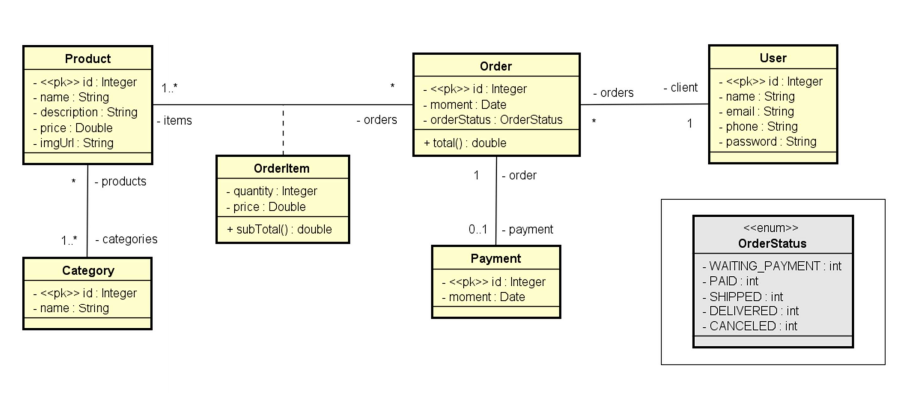 Product
- <<pk>> id : Integer
- name : String
- description : String
- price : Double
- imgUrl : String
1..*
- items
*
- orders
Order
- <<pk>> id : Integer
- moment : Date
- orderStatus : OrderStatus
+ total() : double
- orders
*
- client
1
User
- <<pk>> id : Integer
- name : String
- email : String
- phone : String
- password : String
OrderItem
- quantity : Integer
- price : Double
+ subTotal() : double
* - products
1..* - categories
Category
- <<pk>> id : Integer
- name : String
1 - order
0..1 - payment
Payment
- <<pk>> id : Integer
- moment : Date
<<enum>>
OrderStatus
- WAITING_PAYMENT : int
- PAID : int
- SHIPPED : int
- DELIVERED : int
- CANCELED : int